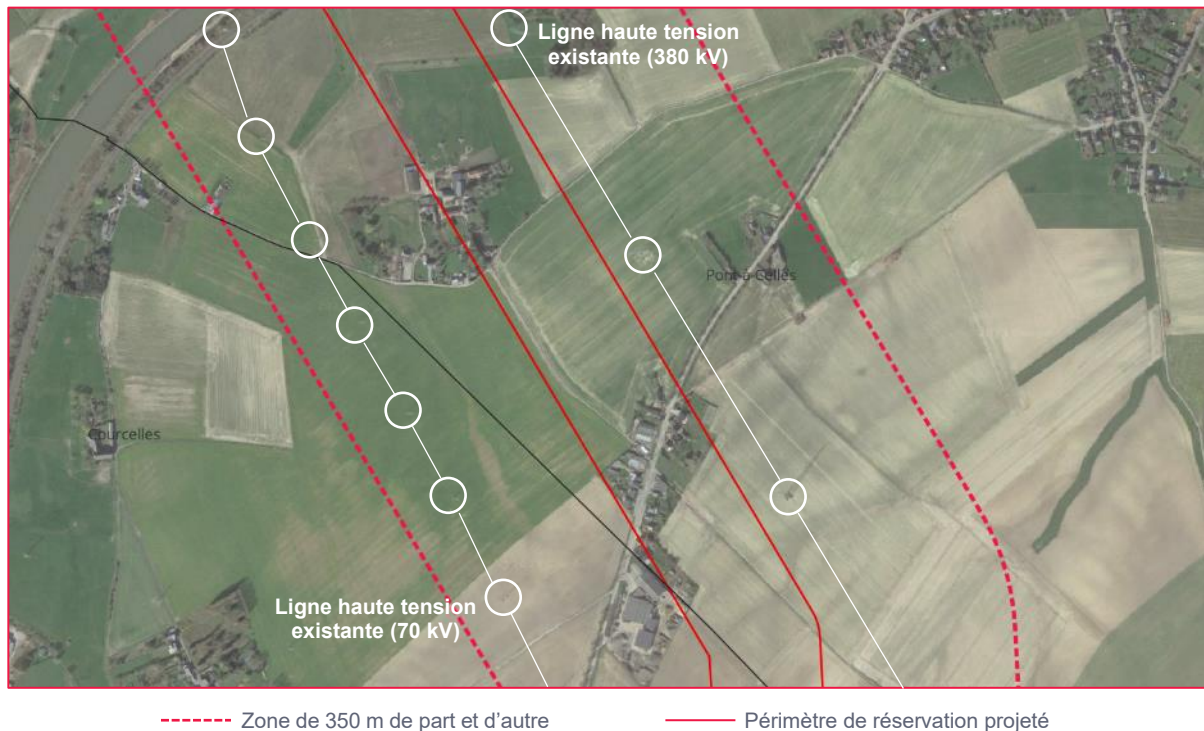 Ligne haute tension
existante (380 kV)
Pont-à-Celles
Courcelles
Ligne haute tension
existante (70 kV)
Zone de 350 m de part et d'autre
Périmètre de réservation projeté